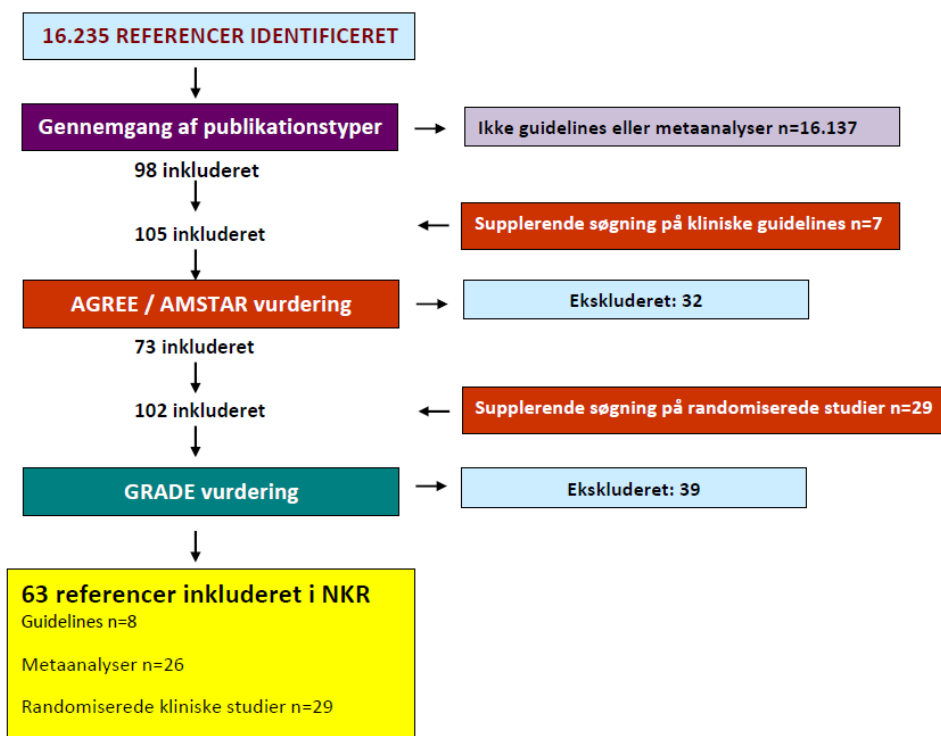 16.235 REFERENCER IDENTIFICERET
Gennemgang af publikationstyper
Ikke guidelines eller metaanalyser n=16.137
98 inkluderet
Supplerende søgning på kliniske guidelines n=7
105 inkluderet
AGREE / AMSTAR vurdering
Ekskluderet: 32
73 inkluderet
102 inkluderet
Supplerende søgning på randomiserede studier n=29
GRADE vurdering
Ekskluderet: 39
63 referencer inkluderet i NKR
Guidelines n=8
Metaanalyser n=26
Randomiserede kliniske studier n=29